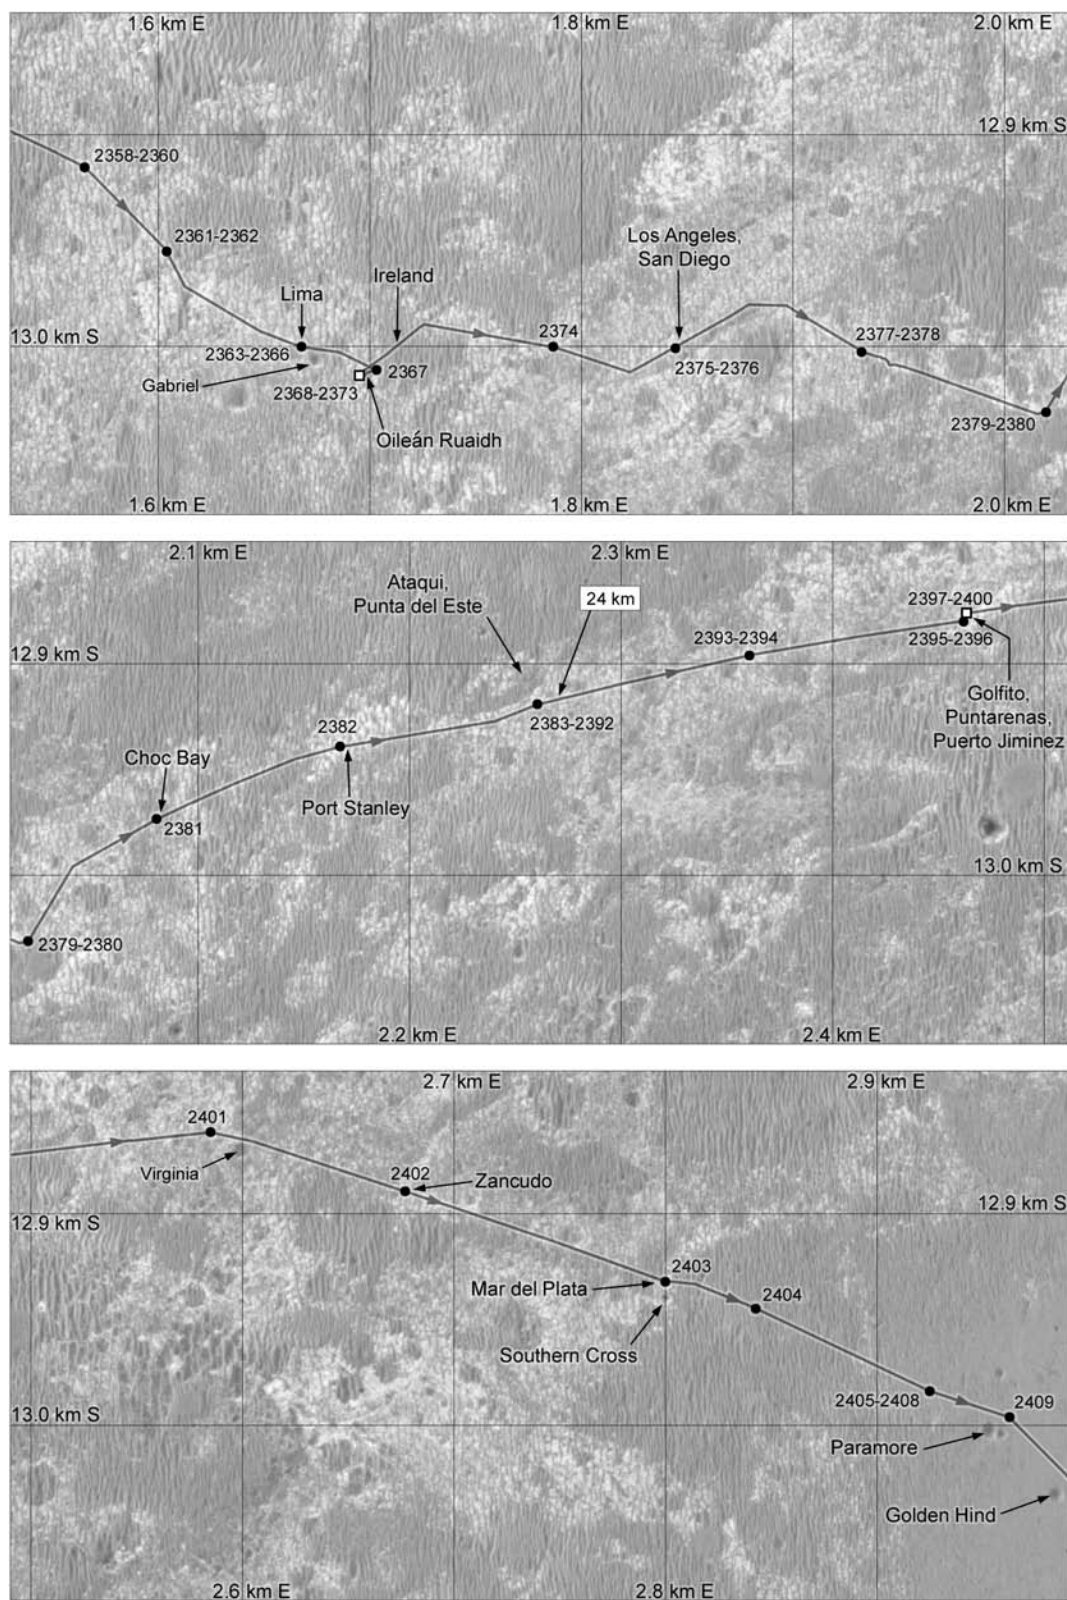 1.6 km E
1.8 km E
2.0 km E
12.9 km S
2358-2360
2361-2362
Los Angeles,
San Diego
Ireland
Lima
13.0 km S
2374
2377-2378
2363-2366
2367
2375-2376
Gabriel
2368-2373
2379-2380
Oileán Ruaidh
1.6 km E
1.8 km E
2.0 km E
2.1 km E
2.3 km E
Ataqui,
Punta del Este
24 km
2397-2400
2393-2394
2395-2396
12.9 km S
12.9 km S
Golfito,
Puntarenas,
Puerto Jiminez
2383-2392
2382
Choc Bay
Port Stanley
2381
13.0 km S
2379-2380
2.2 km E
2.4 km E
2.7 km E
2.9 km E
2401
Virginia
2402
Zancudo
12.9 km S
12.9 km S
2403
Mar del Plata
2404
Southern Cross
2405-2408
2409
13.0 km S
13.0 km S
Paramore
Golden Hind
2.6 km E
2.8 km E